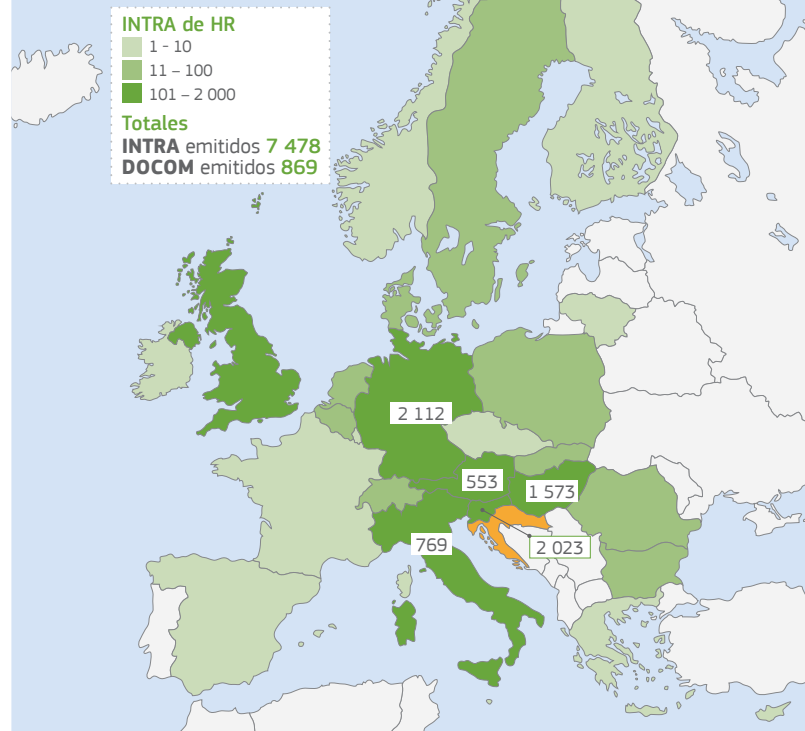 INTRA de HR
1 - 10
11 – 100
101 – 2 000
Totales
INTRA emitidos 7 478
DOCOM emitidos 869
2 112
553
1 573
769
2 023